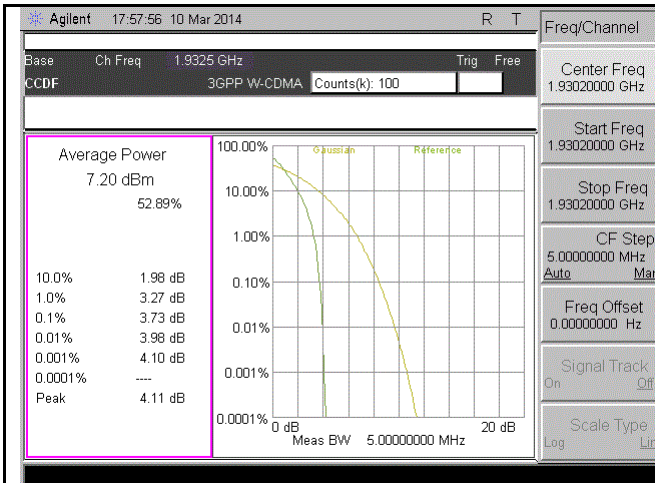 Agilent 17:57:56 10 Mar 2014 R T
Base Ch Freq 1.9325 GHz Trig Free
CCDF 3GPP W-CDMA Counts(k): 100
Average Power
7.20 dBm
52.89%
10.0% 1.98 dB
1.0% 3.27 dB
0.1% 3.73 dB
0.01% 3.98 dB
0.001% 4.10 dB
0.0001% ----
Peak 4.11 dB
Gaussian Reference
100.00%
10.00%
1.00%
0.10%
0.01%
0.001%
0.0001%
0 dB 20 dB
Meas BW 5.00000000 MHz
Freq/Channel
Center Freq
1.93020000 GHz
Start Freq
1.93020000 GHz
Stop Freq
1.93020000 GHz
CF Step
5.00000000 MHz
Auto Mar
Freq Offset
0.00000000 Hz
Signal Track
On Off
Scale Type
Log Lin